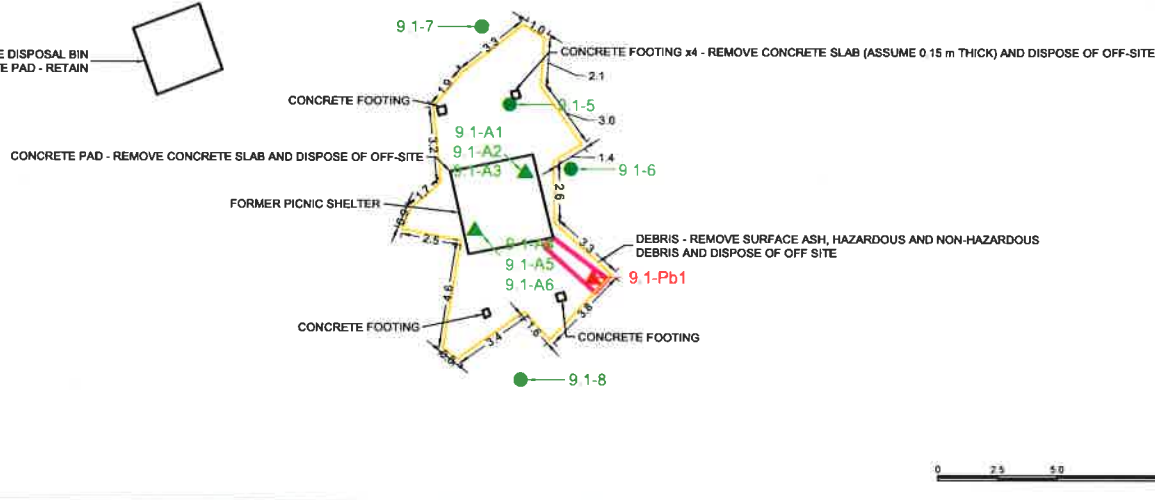 9.1-7
1.0
3.3
E DISPOSAL BIN
TE PAD - RETAIN
CONCRETE FOOTING x4 - REMOVE CONCRETE SLAB (ASSUME 0.15 m THICK) AND DISPOSE OF OFF-SITE
2.1
1.9
CONCRETE FOOTING
9.1-5
3.0
9.1-A1
3.2
9.1-A2
CONCRETE PAD - REMOVE CONCRETE SLAB AND DISPOSE OF OFF-SITE
1.4
9.1-A3
9.1-6
1.7
2.6
FORMER PICNIC SHELTER
2.5
3.3
DEBRIS - REMOVE SURFACE ASH, HAZARDOUS AND NON-HAZARDOUS
DEBRIS AND DISPOSE OF OFF SITE
9.1-A5
9.1-Pb1
9.1-A6
4.6
3.8
CONCRETE FOOTING
1.6
3.4
CONCRETE FOOTING
9.1-8
0 2.5 5.0